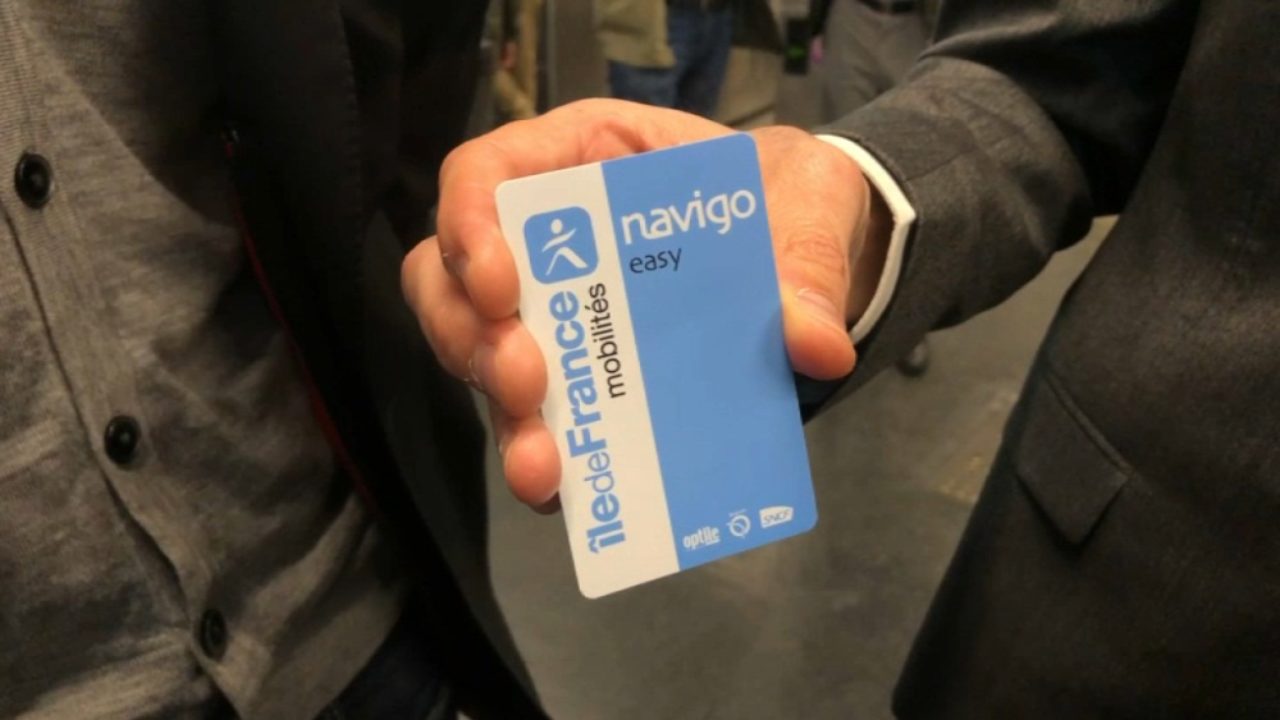 navigo
easy
îledeFrance
mobilités
optile
SNCF